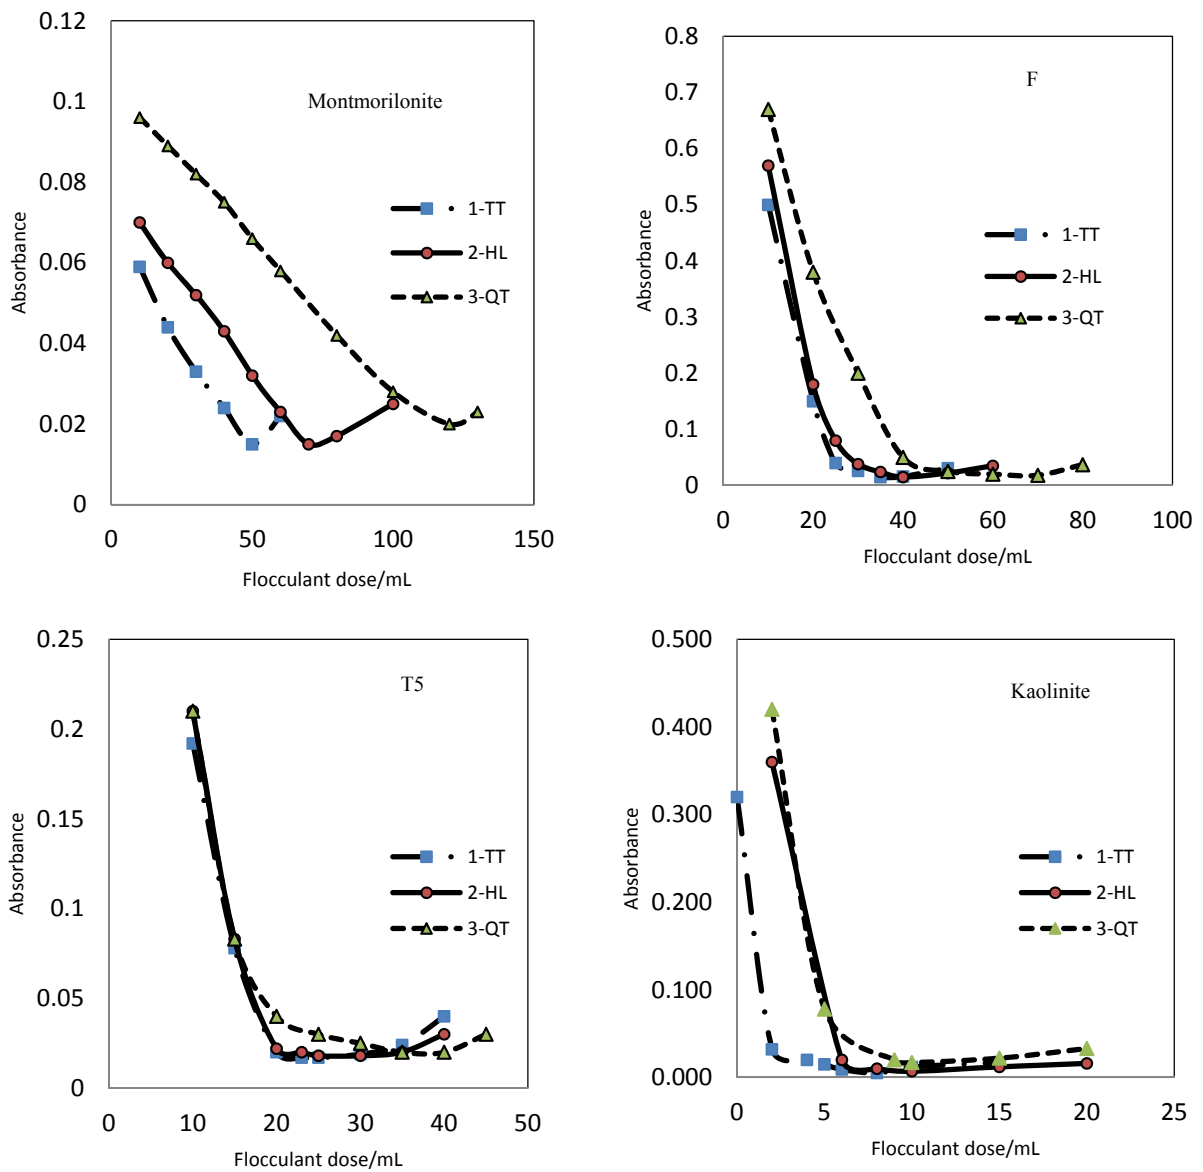 0.12
0.1
0.08
0.06
0.04
0.02
0
0
50
100
150
Absorbance
Flocculant dose/mL
Montmorilonite
1-TT
2-HL
3-QT
0.8
0.7
0.6
0.5
0.4
0.3
0.2
0.1
0
0
20
40
60
80
100
Absorbance
Flocculant dose/mL
F
1-TT
2-HL
3-QT
0.25
0.2
0.15
0.1
0.05
0
0
10
20
30
40
50
Absorbance
Flocculant dose/mL
T5
1-TT
2-HL
3-QT
0.500
0.400
0.300
0.200
0.100
0.000
0
5
10
15
20
25
Absorbance
Flocculant dose/mL
Kaolinite
1-TT
2-HL
3-QT